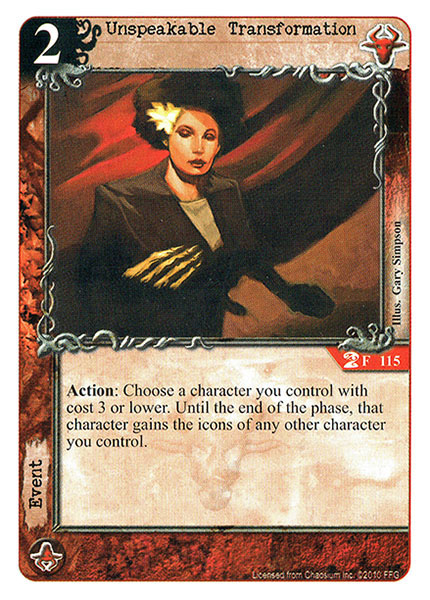 2
Unspeakable Transformation
Illus. Gary Simpson
F 115
Action: Choose a character you control with
cost 3 or lower. Until the end of the phase, that
character gains the icons of any other character
you control.
Event
Licensed from Chaosium Inc. ©2010 FFG